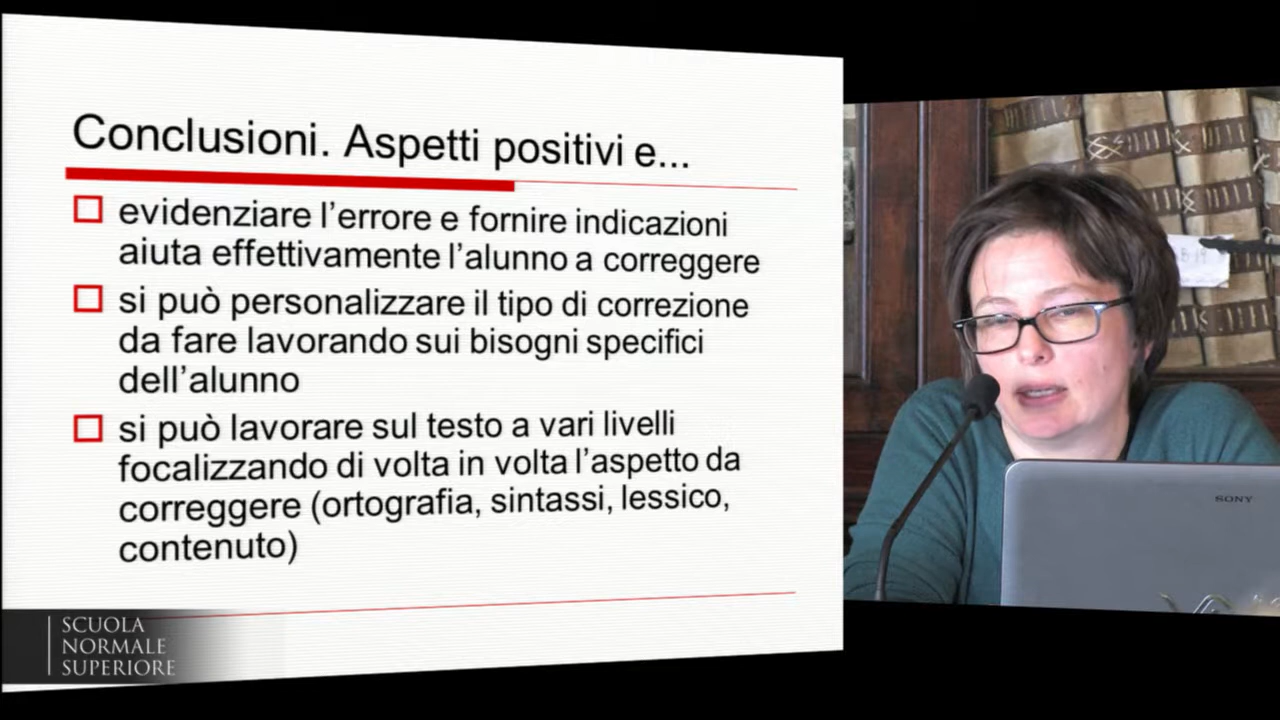 Conclusioni. Aspetti positivi e...
evidenziare l'errore e fornire indicazioni
aiuta effettivamente l'alunno a correggere
si può personalizzare il tipo di correzione
da fare lavorando sui bisogni specifici
dell'alunno
si può lavorare sul testo a vari livelli
focalizzando di volta in volta l'aspetto da
correggere (ortografia, sintassi, lessico,
contenuto)
SCUOLA
NORMALE
SUPERIORE
SONY